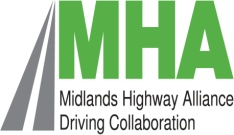 MHA
Midlands Highway Alliance
Driving Collaboration